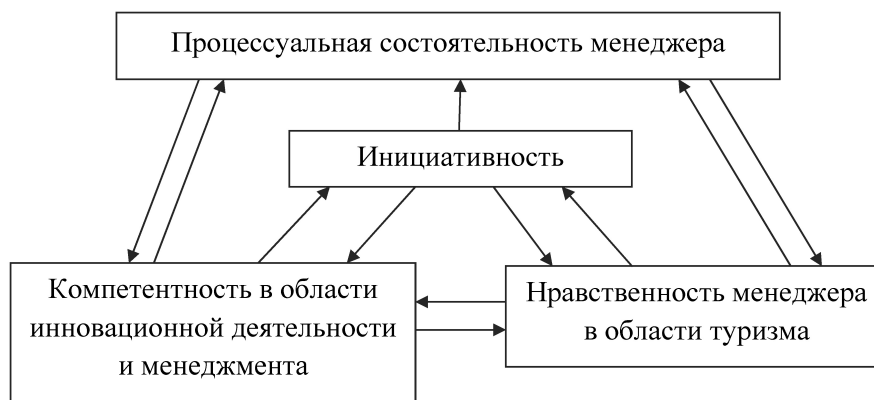 Процессуальная состоятельность менеджера
Инициативность
Компетентность в области
инновационной деятельности
и менеджмента
Нравственность менеджера
в области туризма